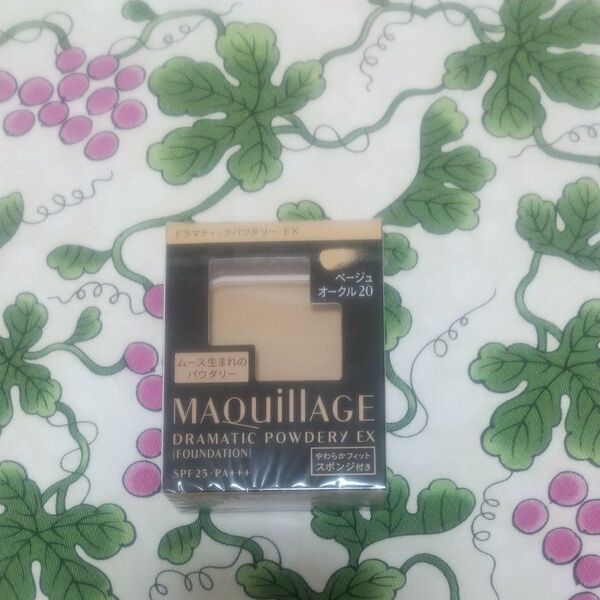 ドラマティックパウダリー EX
ベージュ
オークル20
ムース生まれの
パウダリー
MAQuillAGE
DRAMATIC POWDERY EX
(FOUNDATION)
SPF25・PA+++
やわらかフィット
スポンジ付き